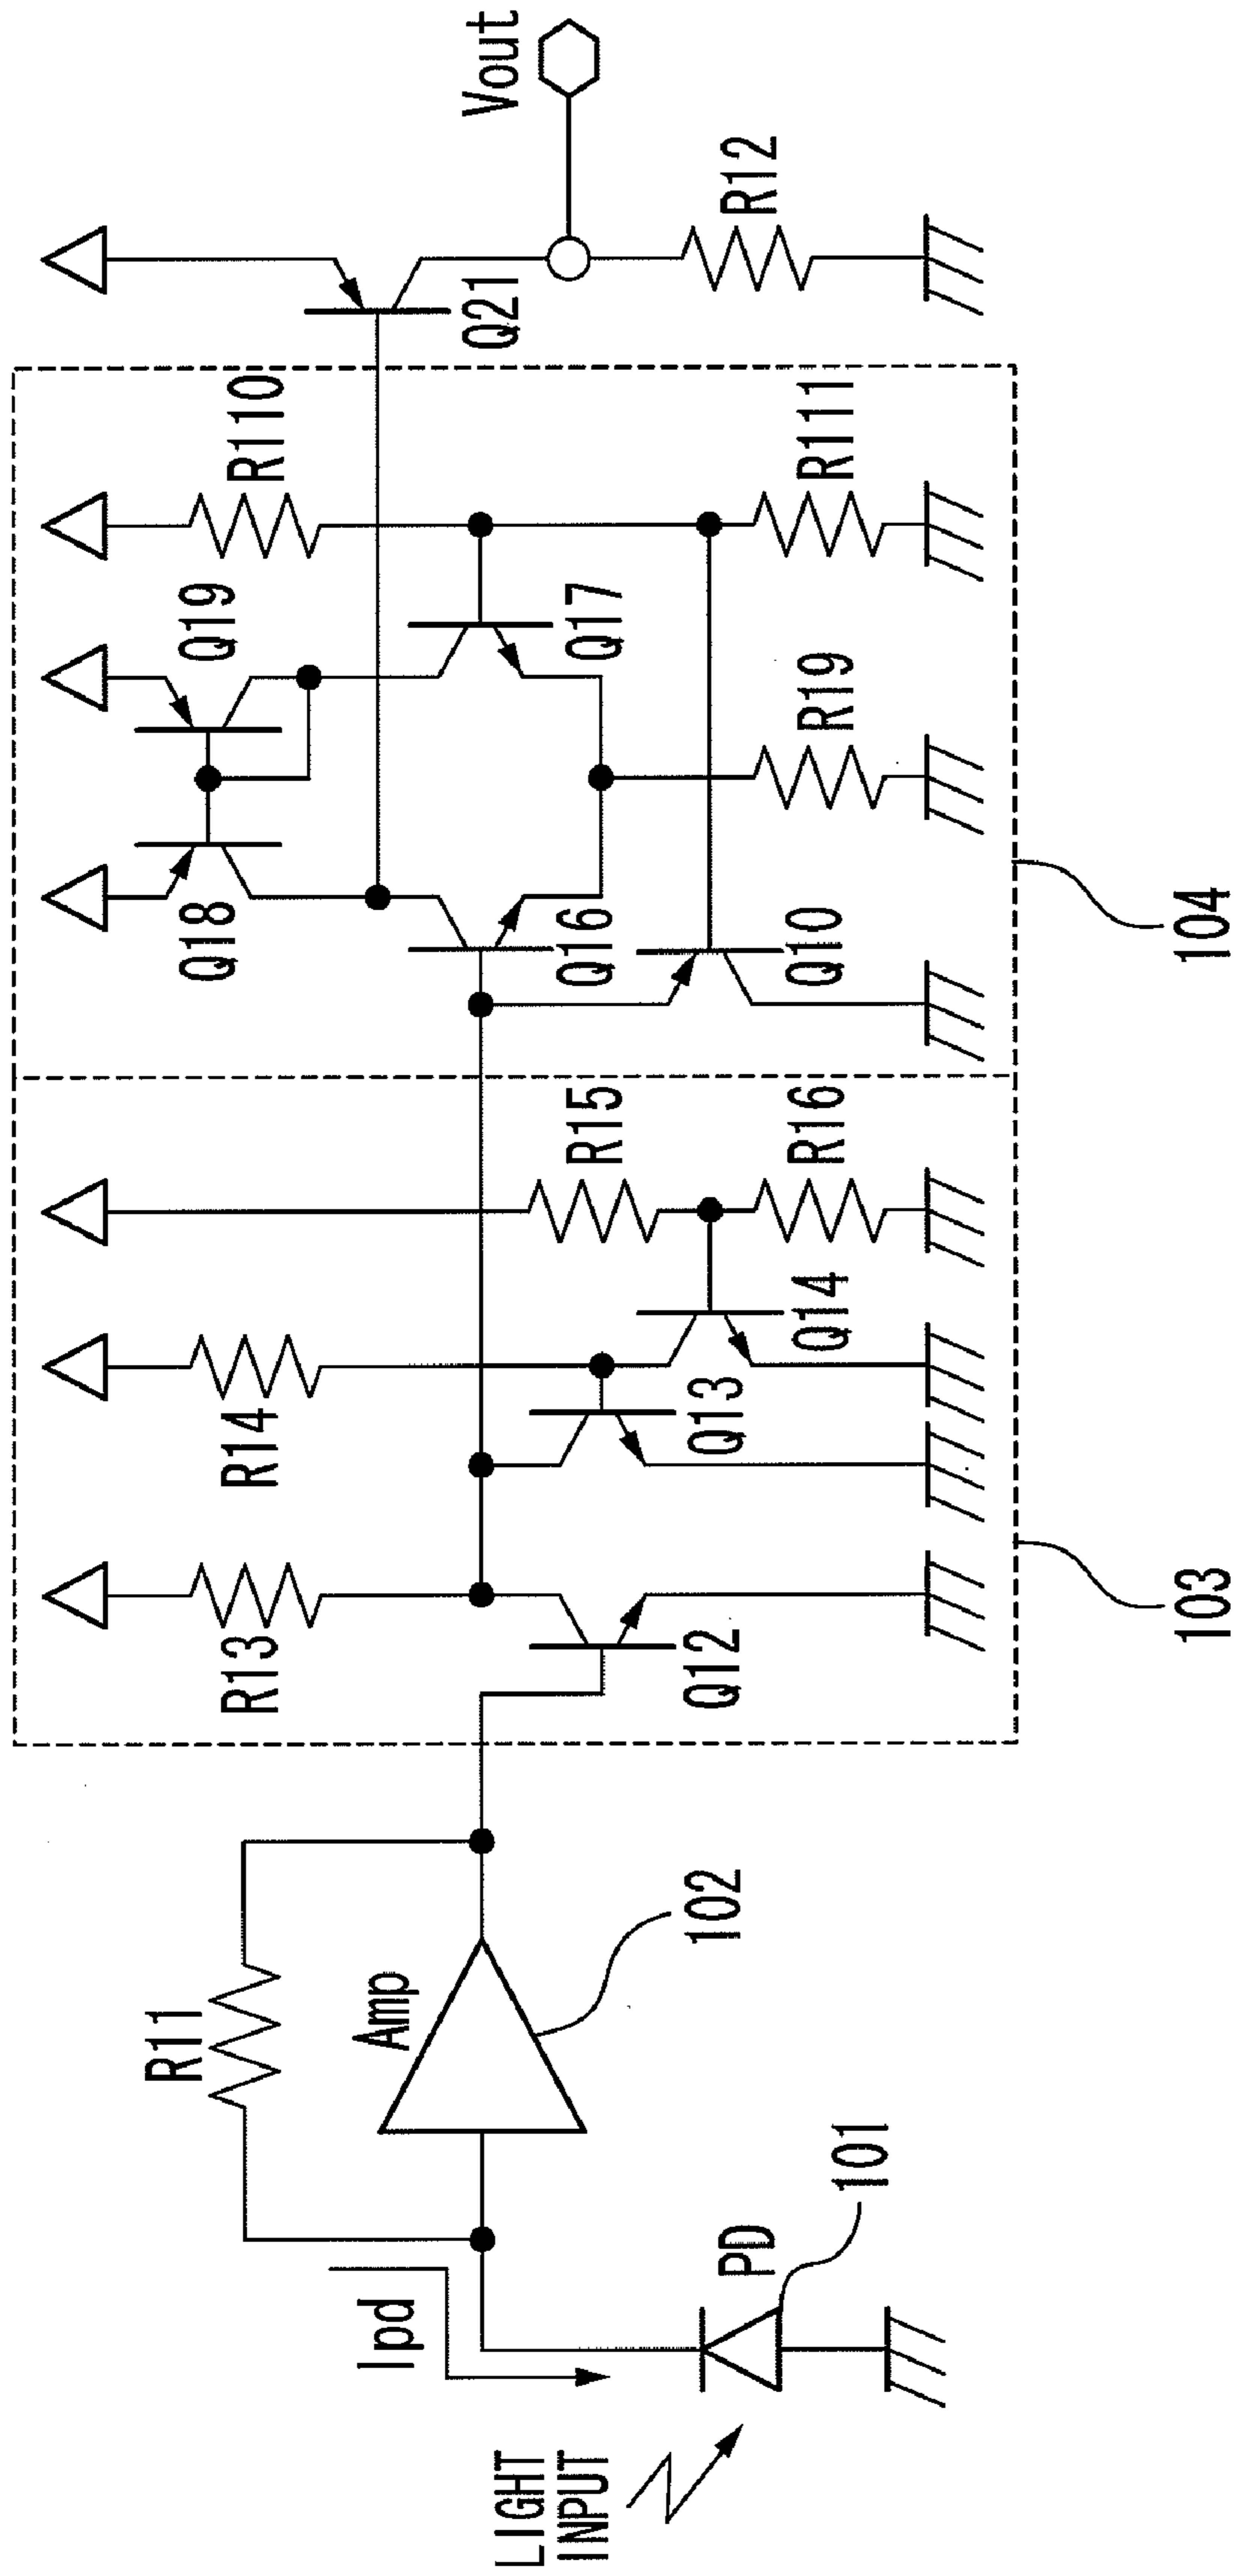 LIGHT
INPUT
Ipd
PD
101
R11
Amp
102
R13
Q12
R14
Q13
Q14
R15
R16
103
Q18
Q19
Q16
Q17
Q10
R19
R110
R111
104
Q21
Vout
R12